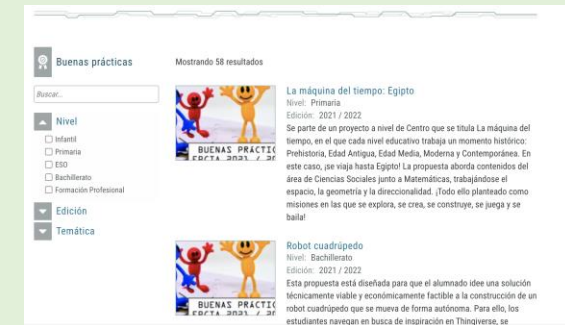 Buenas prácticas
Buscar...
Nivel
Infantil
Primaria
ESO
Bachillerato
Formación Profesional
Edición
Temática
Mostrando 58 resultados
BUENAS PRÁCTIC
La máquina del tiempo: Egipto
Nivel: Primaria
Edición: 2021 / 2022
Se parte de un proyecto a nivel de Centro que se titula La máquina del
tiempo, en el que cada nivel educativo trabaja un momento histórico:
Prehistoria, Edad Antigua, Edad Media, Moderna y Contemporánea. En
este caso, ¡se viaja hasta Egipto! La propuesta aborda contenidos del
área de Ciencias Sociales junto a Matemáticas, trabajándose el
espacio, la geometría y la direccionalidad. ¡Todo ello planteado como
misiones en las que se explora, se crea, se construye, se juega y se
baila!
BUENAS PRÁCTIC
Robot cuadrúpedo
Nivel: Bachillerato
Edición: 2021 / 2022
Esta propuesta está diseñada para que el alumnado idee una solución
técnicamente viable y económicamente factible a la construcción de un
robot cuadrúpedo que se mueva de forma autónoma. Para ello, los
estudiantes navegan en busca de inspiración en Thingiverse, se